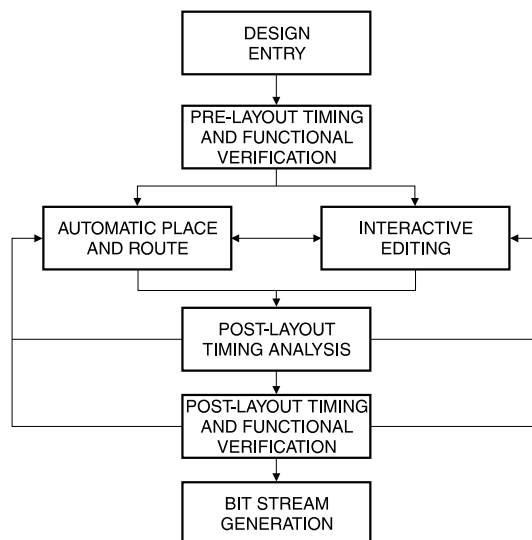 DESIGN
ENTRY
PRE-LAYOUT TIMING
AND FUNCTIONAL
VERIFICATION
AUTOMATIC PLACE
AND ROUTE
INTERACTIVE
EDITING
POST-LAYOUT
TIMING ANALYSIS
POST-LAYOUT TIMING
AND FUNCTIONAL
VERIFICATION
BIT STREAM
GENERATION